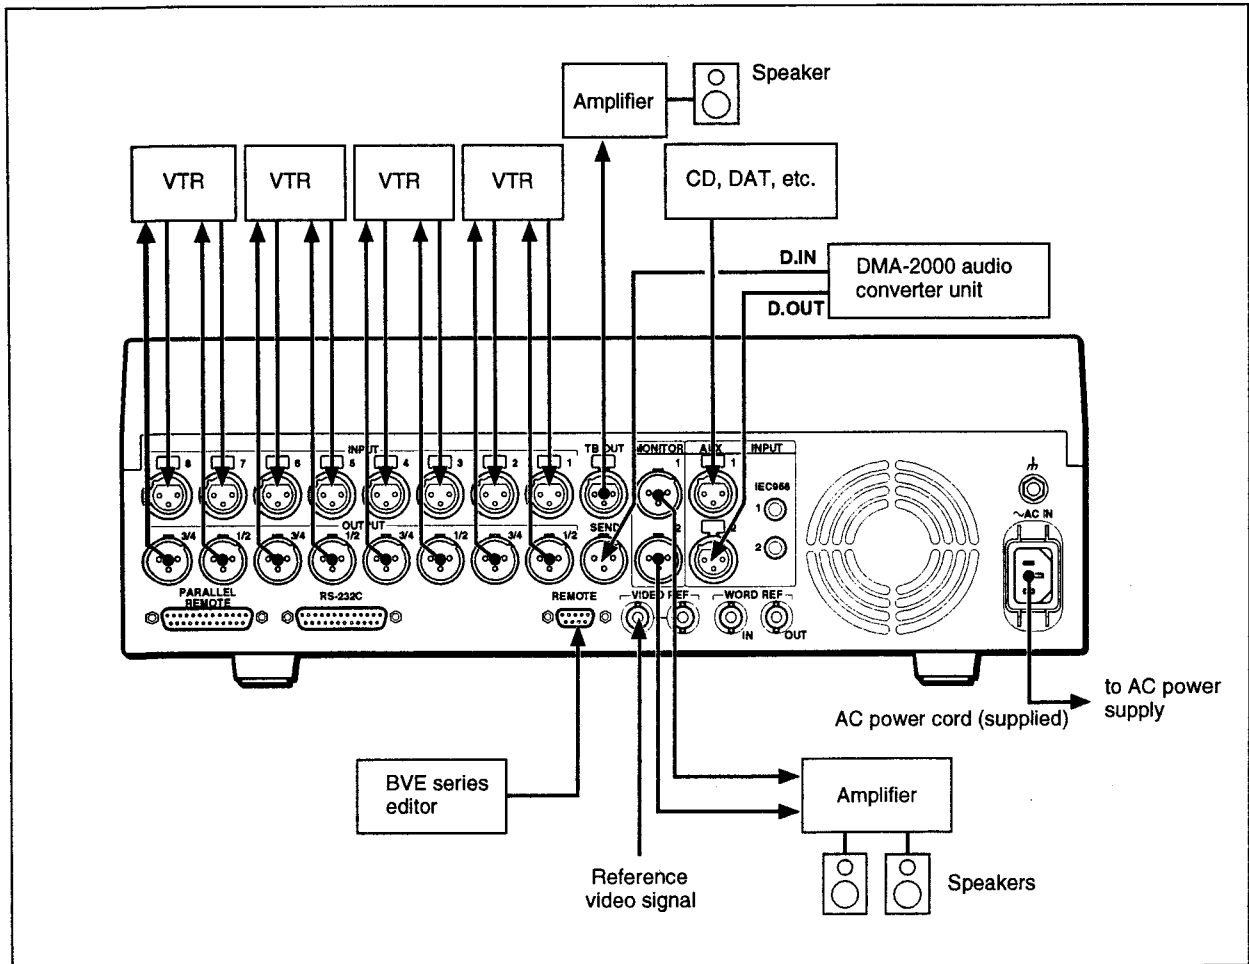 Speaker
Amplifier
VTR
VTR
VTR
VTR
CD, DAT, etc.
D.IN
DMA-2000 audio
converter unit
D.OUT
INPUT
TB OUT
MONITOR
AUX
INPUT
8
7
6
5
4
3
2
1
1
1
IEC958
1
~AC IN
OUTPUT
SEND
3/4
1/2
3/4
1/2
3/4
1/2
3/4
1/2
2
2
2
PARALLEL
REMOTE
RS-232C
REMOTE
VIDEO REF
WORD REF
IN
OUT
to AC power
supply
AC power cord (supplied)
BVE series
editor
Amplifier
Reference
video signal
Speakers